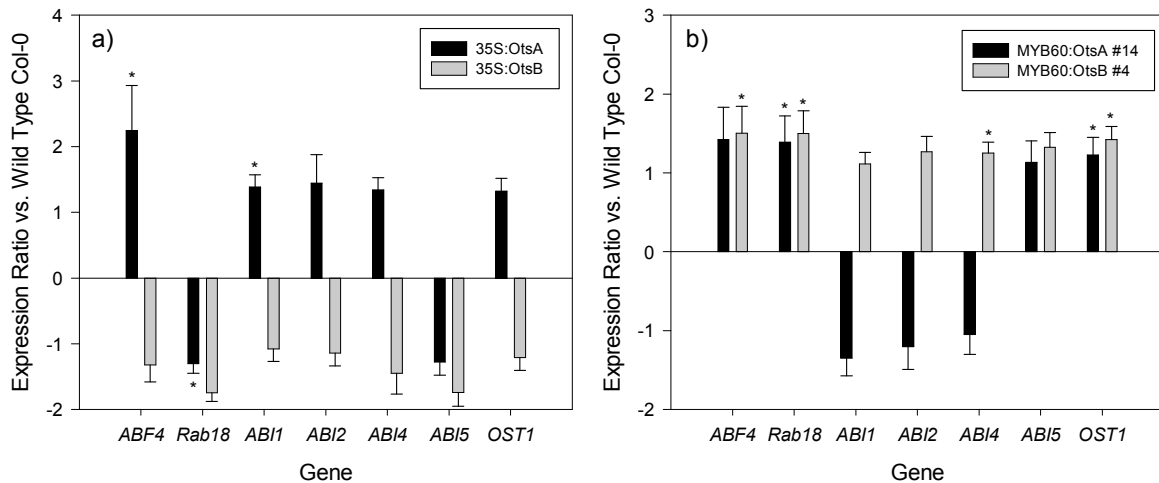 a)
35S:OtsA
35S:OtsB
Expression Ratio vs. Wild Type Col-0
4
3
2
1
0
-1
-2
*
*
*
ABF4 Rab18 ABI1 ABI2 ABI4 ABI5 OST1
Gene
b)
MYB60:OtsA #14
MYB60:OtsB #4
Expression Ratio vs. Wild Type Col-0
3
2
1
0
-1
-2
* * * * * *
ABF4 Rab18 ABI1 ABI2 ABI4 ABI5 OST1
Gene